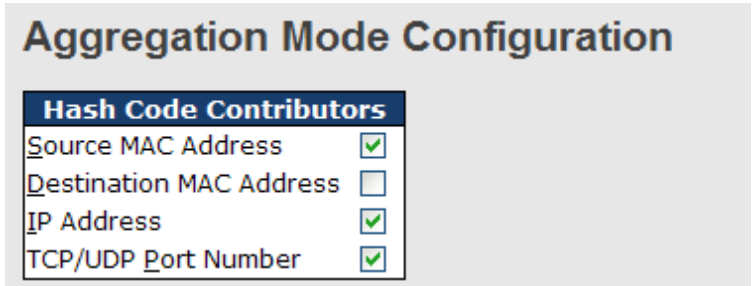 Aggregation Mode Configuration
Hash Code Contributors
Source MAC Address
Destination MAC Address
IP Address
TCP/UDP Port Number